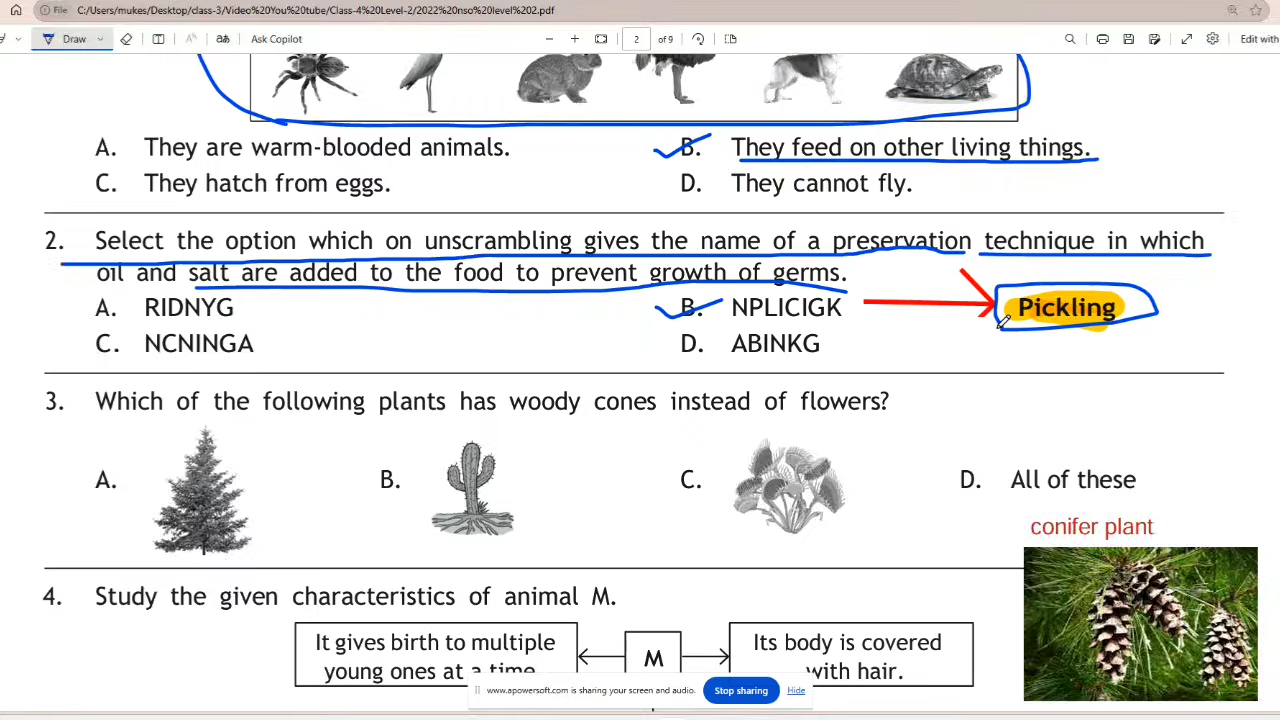 File C:/Users/mukes/Desktop/class-3/Video%20You%20tube/Class-4%20Level-2/2022%20nso%20level%202.pdf
Draw aあ Ask Copilot 2 of 9 Edit with
A. They are warm-blooded animals. B. They feed on other living things.
C. They hatch from eggs. D. They cannot fly.
2. Select the option which on unscrambling gives the name of a preservation technique in which
oil and salt are added to the food to prevent growth of germs.
A. RIDNYG B. NPLICIGK Pickling
C. NCNINGA D. ABINKG
3. Which of the following plants has woody cones instead of flowers?
A. B. C. D. All of these
conifer plant
4. Study the given characteristics of animal M.
It gives birth to multiple M Its body is covered
young ones at a time. with hair.
www.apowersoft.com is sharing your screen and audio. Stop sharing Hide